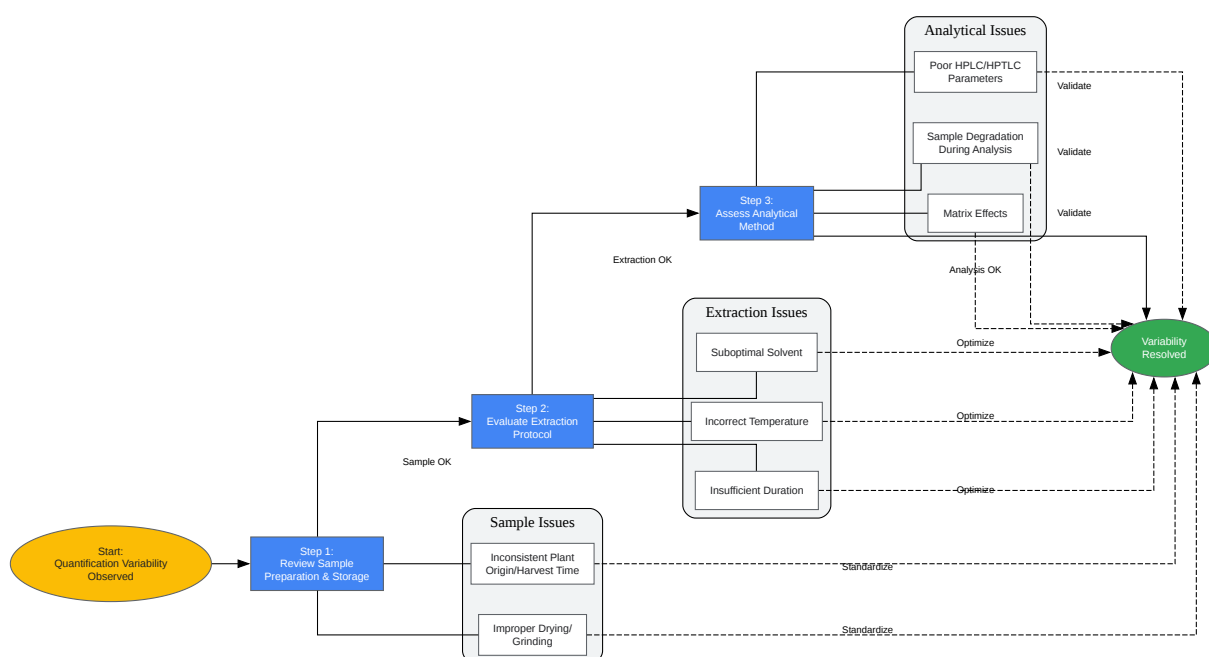 Analytical Issues
Poor HPLC/HPTLC
Parameters
Validate
Sample Degradation
During Analysis
Validate
Step 3:
Assess Analytical
Method
Matrix Effects
Validate
Extraction OK
Analysis OK
Extraction Issues
Suboptimal Solvent
Optimize
Variability
Resolved
Step 2:
Evaluate Extraction
Protocol
Incorrect Temperature
Optimize
Sample OK
Insufficient Duration
Optimize
Sample Issues
Start:
Quantification Variability
Observed
Step 1:
Review Sample
Preparation & Storage
Inconsistent Plant
Origin/Harvest Time
Standardize
Improper Drying/
Grinding
Standardize